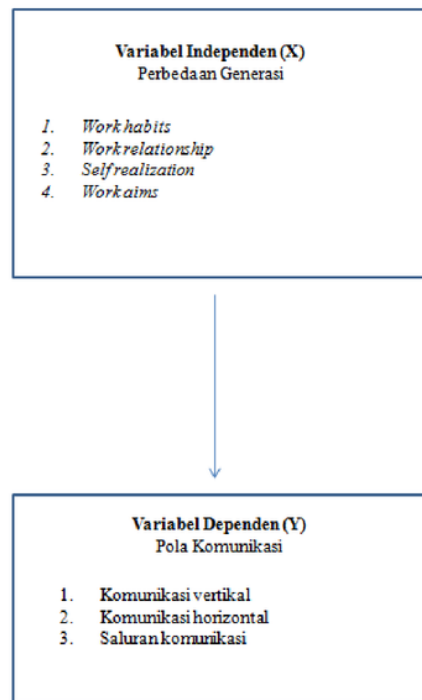 Variabel Independen (X)
Perbedaan Generasi
1. Work habits
2. Work relationship
3. Self realization
4. Work aims
Variabel Dependen (Y)
Pola Komunikasi
1. Komunikasi vertikal
2. Komunikasi horizontal
3. Saluran komunikasi